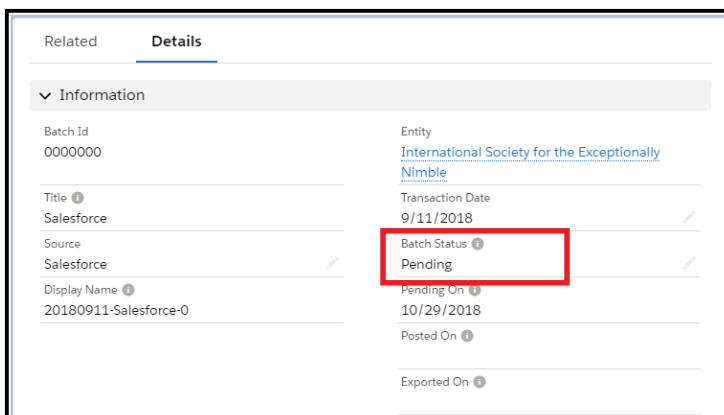 Related
Details
Information
Batch Id
0000000
Entity
International Society for the Exceptionally
Nimble
Title
Salesforce
Transaction Date
9/11/2018
Source
Salesforce
Batch Status
Pending
Display Name
20180911-Salesforce-0
Pending On
10/29/2018
Posted On
Exported On